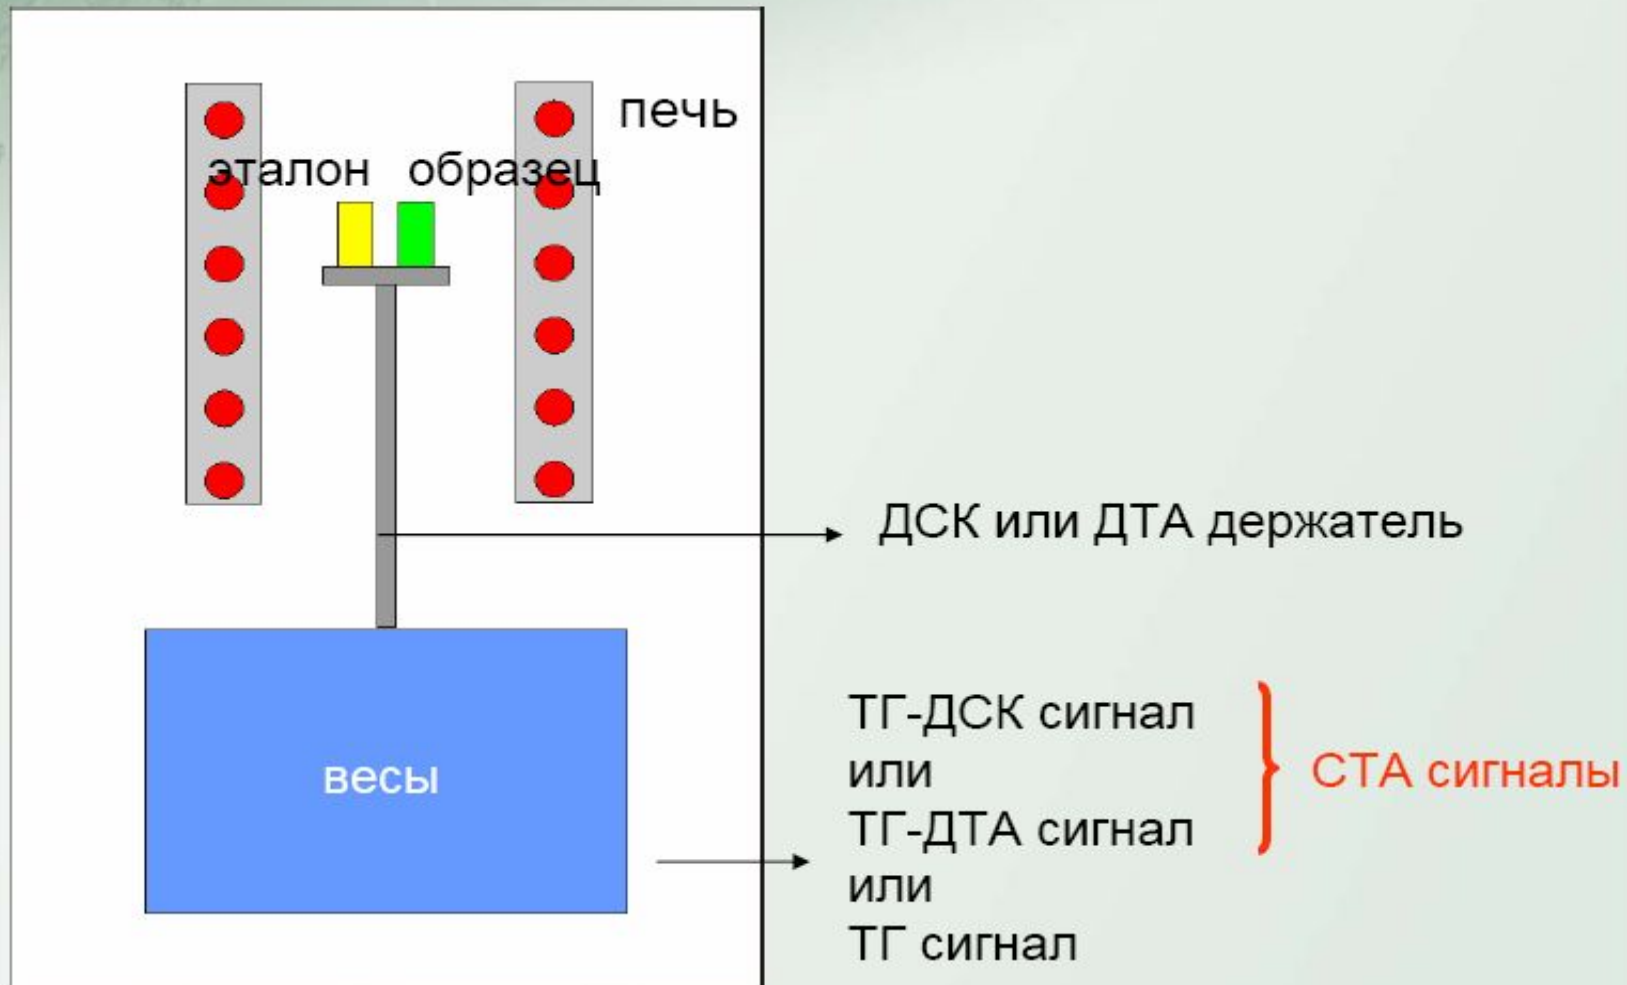 печь
эталон образец
ДСК или ДТА держатель
весы
ТГ-ДСК сигнал
или
ТГ-ДТА сигнал
или
ТГ сигнал
СТА сигналы